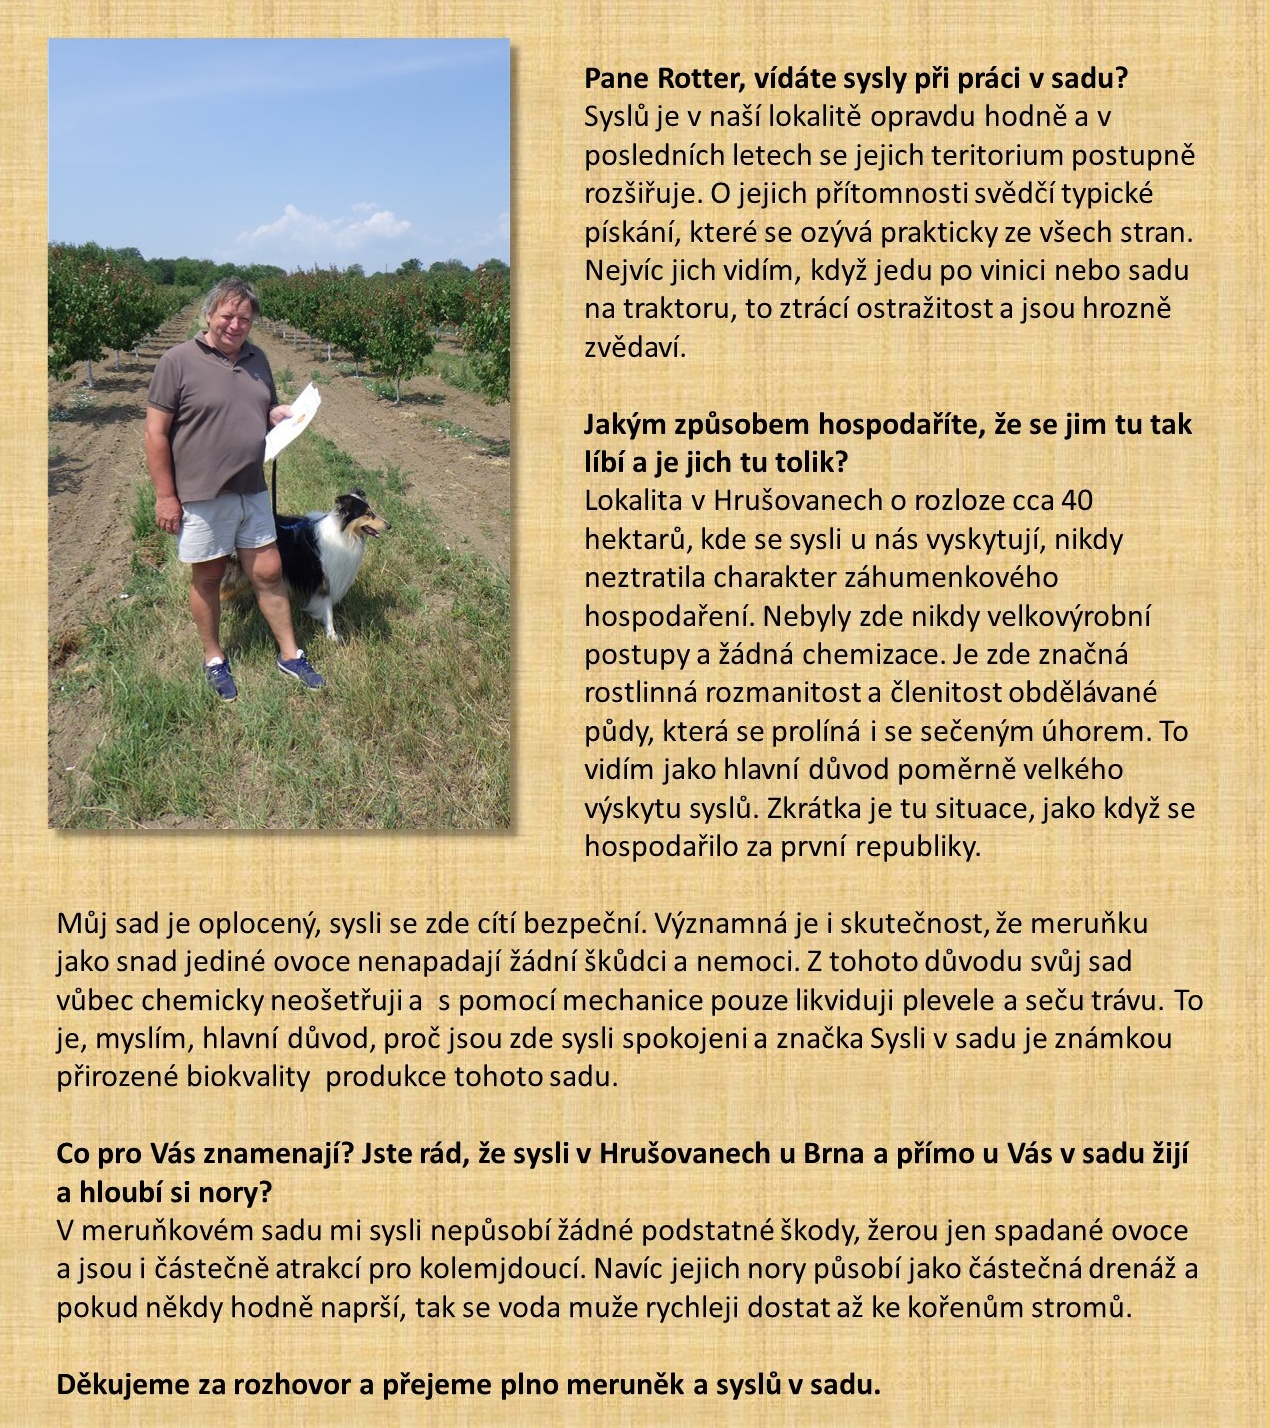 Pane Rotter, vídáte sysly při práci v sadu?
Syslů je v naší lokalitě opravdu hodně a v
posledních letech se jejich teritorium postupně
rozšiřuje. O jejich přítomnosti svědčí typické
pískání, které se ozývá prakticky ze všech stran.
Nejvíc jich vidím, když jedu po vinici nebo sadu
na traktoru, to ztrácí ostražitost a jsou hrozně
zvědaví.
Jakým způsobem hospodaříte, že se jim tu tak
líbí a je jich tu tolik?
Lokalita v Hrušovanech o rozloze cca 40
hektarů, kde se sysli u nás vyskytují, nikdy
neztratila charakter záhumenkového
hospodaření. Nebyly zde nikdy velkovýrobní
postupy a žádná chemizace. Je zde značná
rostlinná rozmanitost a členitost obdělávané
půdy, která se prolíná i se sečeným úhorem. To
vidím jako hlavní důvod poměrně velkého
výskytu syslů. Zkrátka je tu situace, jako když se
hospodařilo za první republiky.
Můj sad je oplocený, sysli se zde cítí bezpeční. Významná je i skutečnost, že meruňku
jako snad jediné ovoce nenapadají žádní škůdci a nemoci. Z tohoto důvodu svůj sad
vůbec chemicky neošetřuji a  s pomocí mechanice pouze likviduji plevele a seču trávu. To
je, myslím, hlavní důvod, proč jsou zde sysli spokojeni a značka Sysli v sadu je známkou
přirozené biokvality  produkce tohoto sadu.
Co pro Vás znamenají? Jste rád, že sysli v Hrušovanech u Brna a přímo u Vás v sadu žijí
a hloubí si nory?
V meruňkovém sadu mi sysli nepůsobí žádné podstatné škody, žerou jen spadané ovoce
a jsou i částečně atrakcí pro kolemjdoucí. Navíc jejich nory působí jako částečná drenáž a
pokud někdy hodně naprší, tak se voda muže rychleji dostat až ke kořenům stromů.
Děkujeme za rozhovor a přejeme plno meruněk a syslů v sadu.